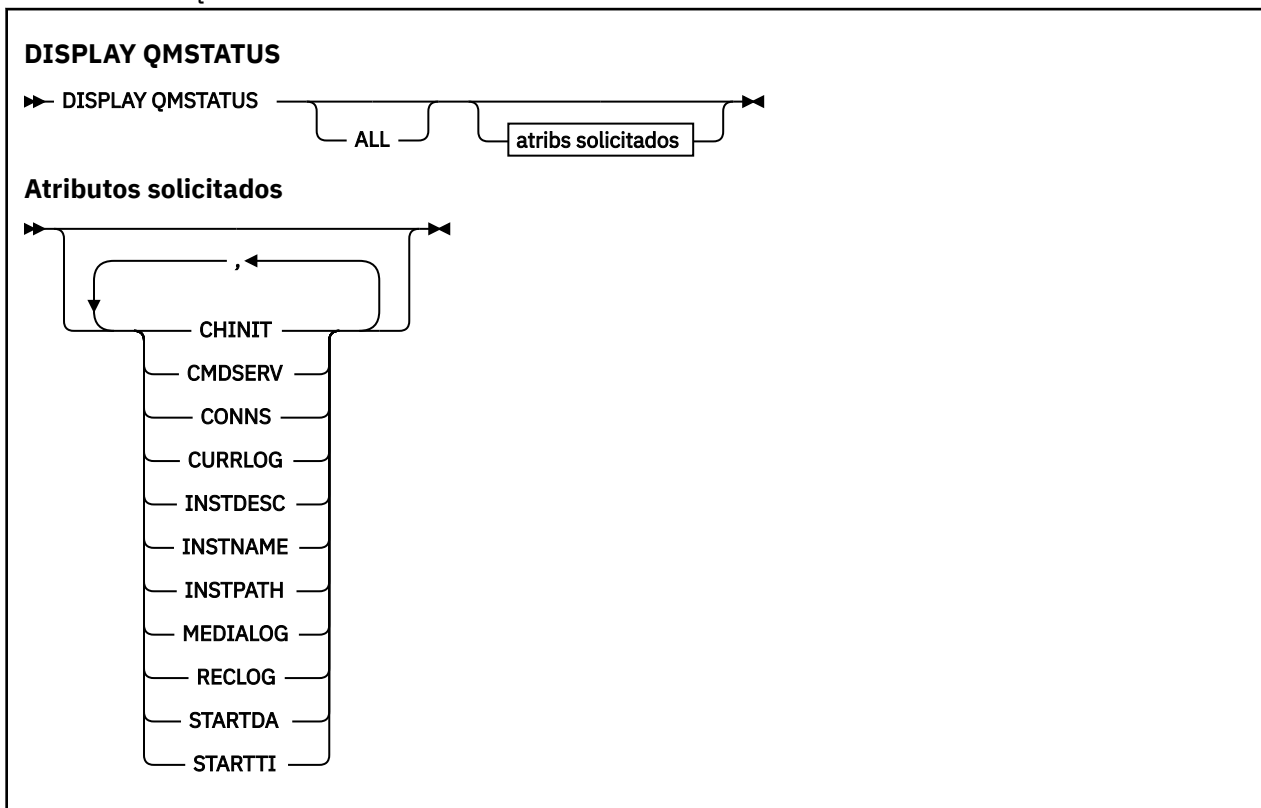 DISPLAY QMSTATUS
DISPLAY QMSTATUS
ALL
atribs solicitados
Atributos solicitados
,
CHINIT
CMDSERV
CONNS
CURRLOG
INSTDESC
INSTNAME
INSTPATH
MEDIALOG
RECLOG
STARTDA
STARTTI